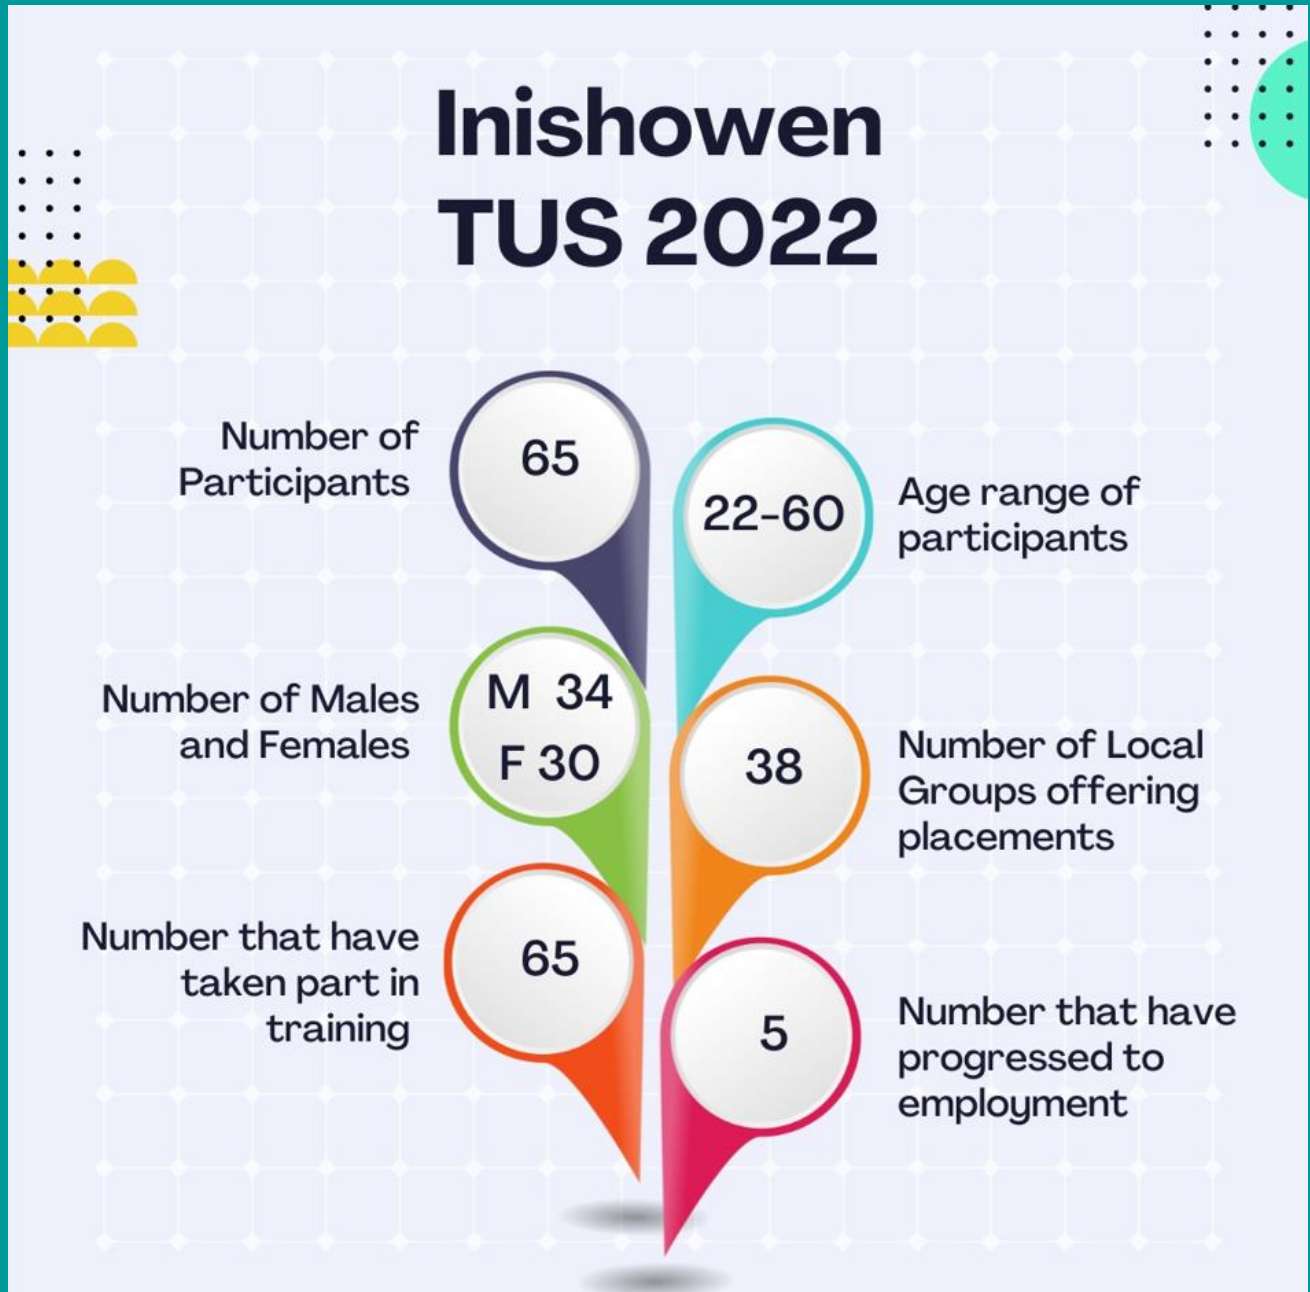 Inishowen
TUS 2022
Number of
Participants
65
22-60
Age range of
participants
Number of Males
and Females
M 34
F 30
38
Number of Local
Groups offering
placements
Number that have
taken part in
training
65
5
Number that have
progressed to
employment